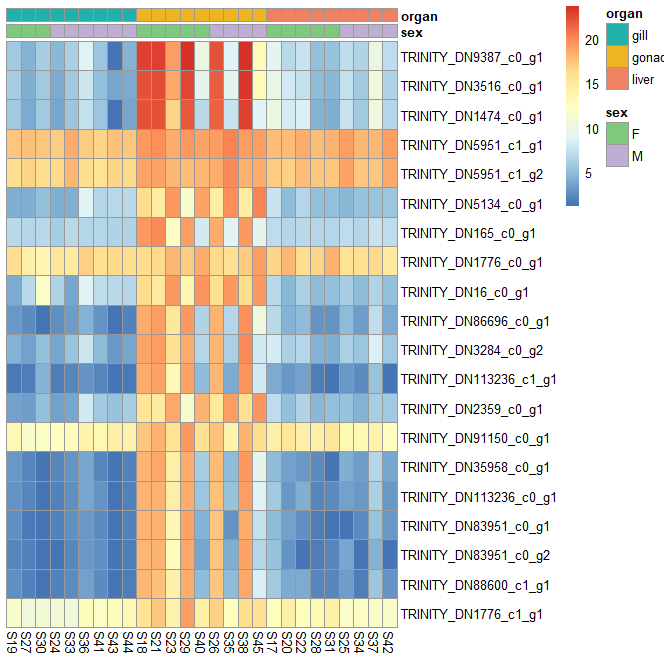 organ
sex
TRINITY_DN9387_c0_g1
TRINITY_DN3516_c0_g1
TRINITY_DN1474_c0_g1
TRINITY_DN5951_c1_g1
TRINITY_DN5951_c1_g2
TRINITY_DN5134_c0_g1
TRINITY_DN165_c0_g1
TRINITY_DN1776_c0_g1
TRINITY_DN16_c0_g1
TRINITY_DN86696_c0_g1
TRINITY_DN3284_c0_g2
TRINITY_DN113236_c1_g1
TRINITY_DN2359_c0_g1
TRINITY_DN91150_c0_g1
TRINITY_DN35958_c0_g1
TRINITY_DN113236_c0_g1
TRINITY_DN83951_c0_g1
TRINITY_DN83951_c0_g2
TRINITY_DN88600_c1_g1
TRINITY_DN1776_c1_g1
S19 S27 S30 S24 S33 S36 S41 S43 S44 S18 S21 S23 S29 S40 S26 S35 S38 S45 S17 S20 S22 S28 S31 S25 S34 S37 S42
20
15
10
5
organ
gill
gonad
liver
sex
F
M